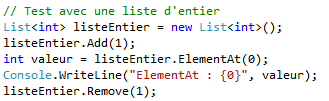 // Test avec une liste d'entier
List<int> listeEntier = new List<int>();
listeEntier.Add(1);
int valeur = listeEntier.ElementAt(0);
Console.WriteLine("ElementAt : {0}", valeur);
listeEntier.Remove(1);